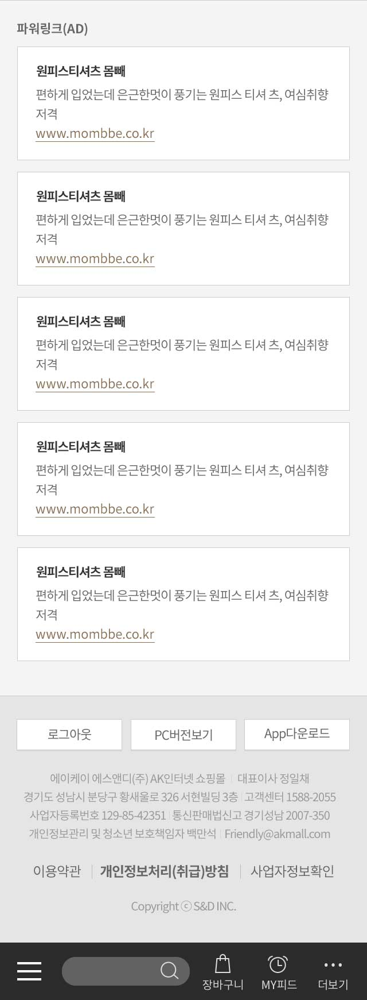 파워링크(AD)
원피스티셔츠 몸빼
편하게 입었는데 은근한멋이 풍기는 원피스 티셔 츠, 여심취향
저격
www.mombbe.co.kr
원피스티셔츠 몸빼
편하게 입었는데 은근한멋이 풍기는 원피스 티셔 츠, 여심취향
저격
www.mombbe.co.kr
원피스티셔츠 몸빼
편하게 입었는데 은근한멋이 풍기는 원피스 티셔 츠, 여심취향
저격
www.mombbe.co.kr
원피스티셔츠 몸빼
편하게 입었는데 은근한멋이 풍기는 원피스 티셔 츠, 여심취향
저격
www.mombbe.co.kr
원피스티셔츠 몸빼
편하게 입었는데 은근한멋이 풍기는 원피스 티셔 츠, 여심취향
저격
www.mombbe.co.kr
로그아웃 PC버전보기 App다운로드
에이케이 에스앤디(주) AK인터넷 쇼핑몰 | 대표이사 정일채
경기도 성남시 분당구 황새울로 326 서현빌딩 3층 | 고객센터 1588-2055
사업자등록번호 129-85-42351 | 통신판매법신고 경기성남 2007-350
개인정보관리 및 청소년 보호책임자 백만석 | Friendly@akmall.com
이용약관 | 개인정보처리(취급)방침 | 사업자정보확인
Copyright ⓒ S&D INC.
장바구니 MY피드 더보기